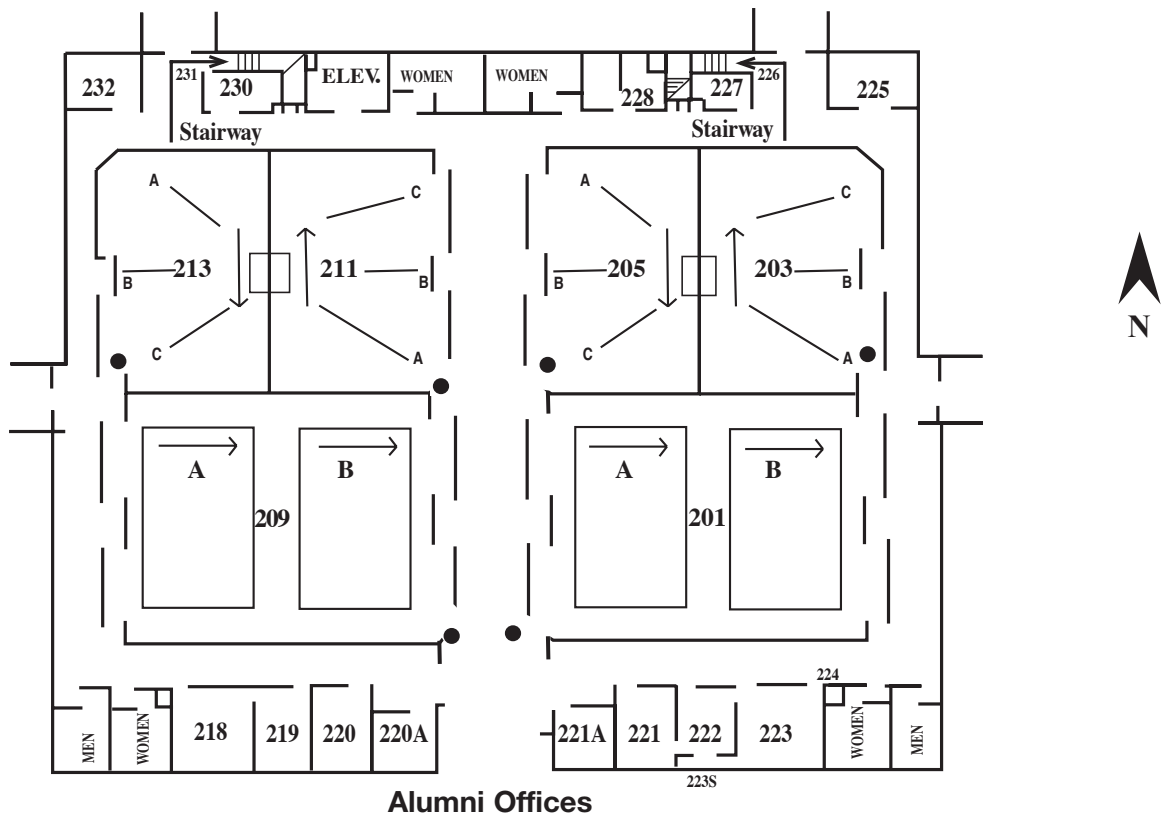 232
231
230
ELEV.
WOMEN
WOMEN
228
227
226
225
Stairway
Stairway
A
C
A
C
B
213
211
B
B
205
203
B
C
A
C
A
N
A
B
A
B
209
201
224
MEN
WOMEN
218
219
220
220A
221A
221
222
223
WOMEN
MEN
223S
Alumni Offices